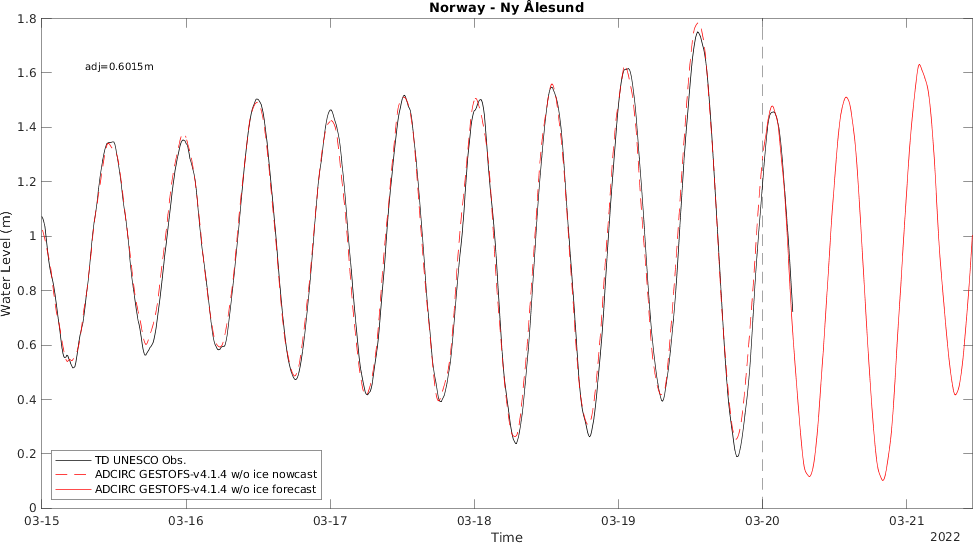 Norway - Ny Ålesund
1.8
1.6
1.4
1.2
1
0.8
0.6
0.4
0.2
0
Water Level (m)
adj=0.6015m
TD UNESCO Obs.
ADCIRC GESTOFS-v4.1.4 w/o ice nowcast
ADCIRC GESTOFS-v4.1.4 w/o ice forecast
03-15 03-16 03-17 03-18 03-19 03-20 03-21
Time
2022